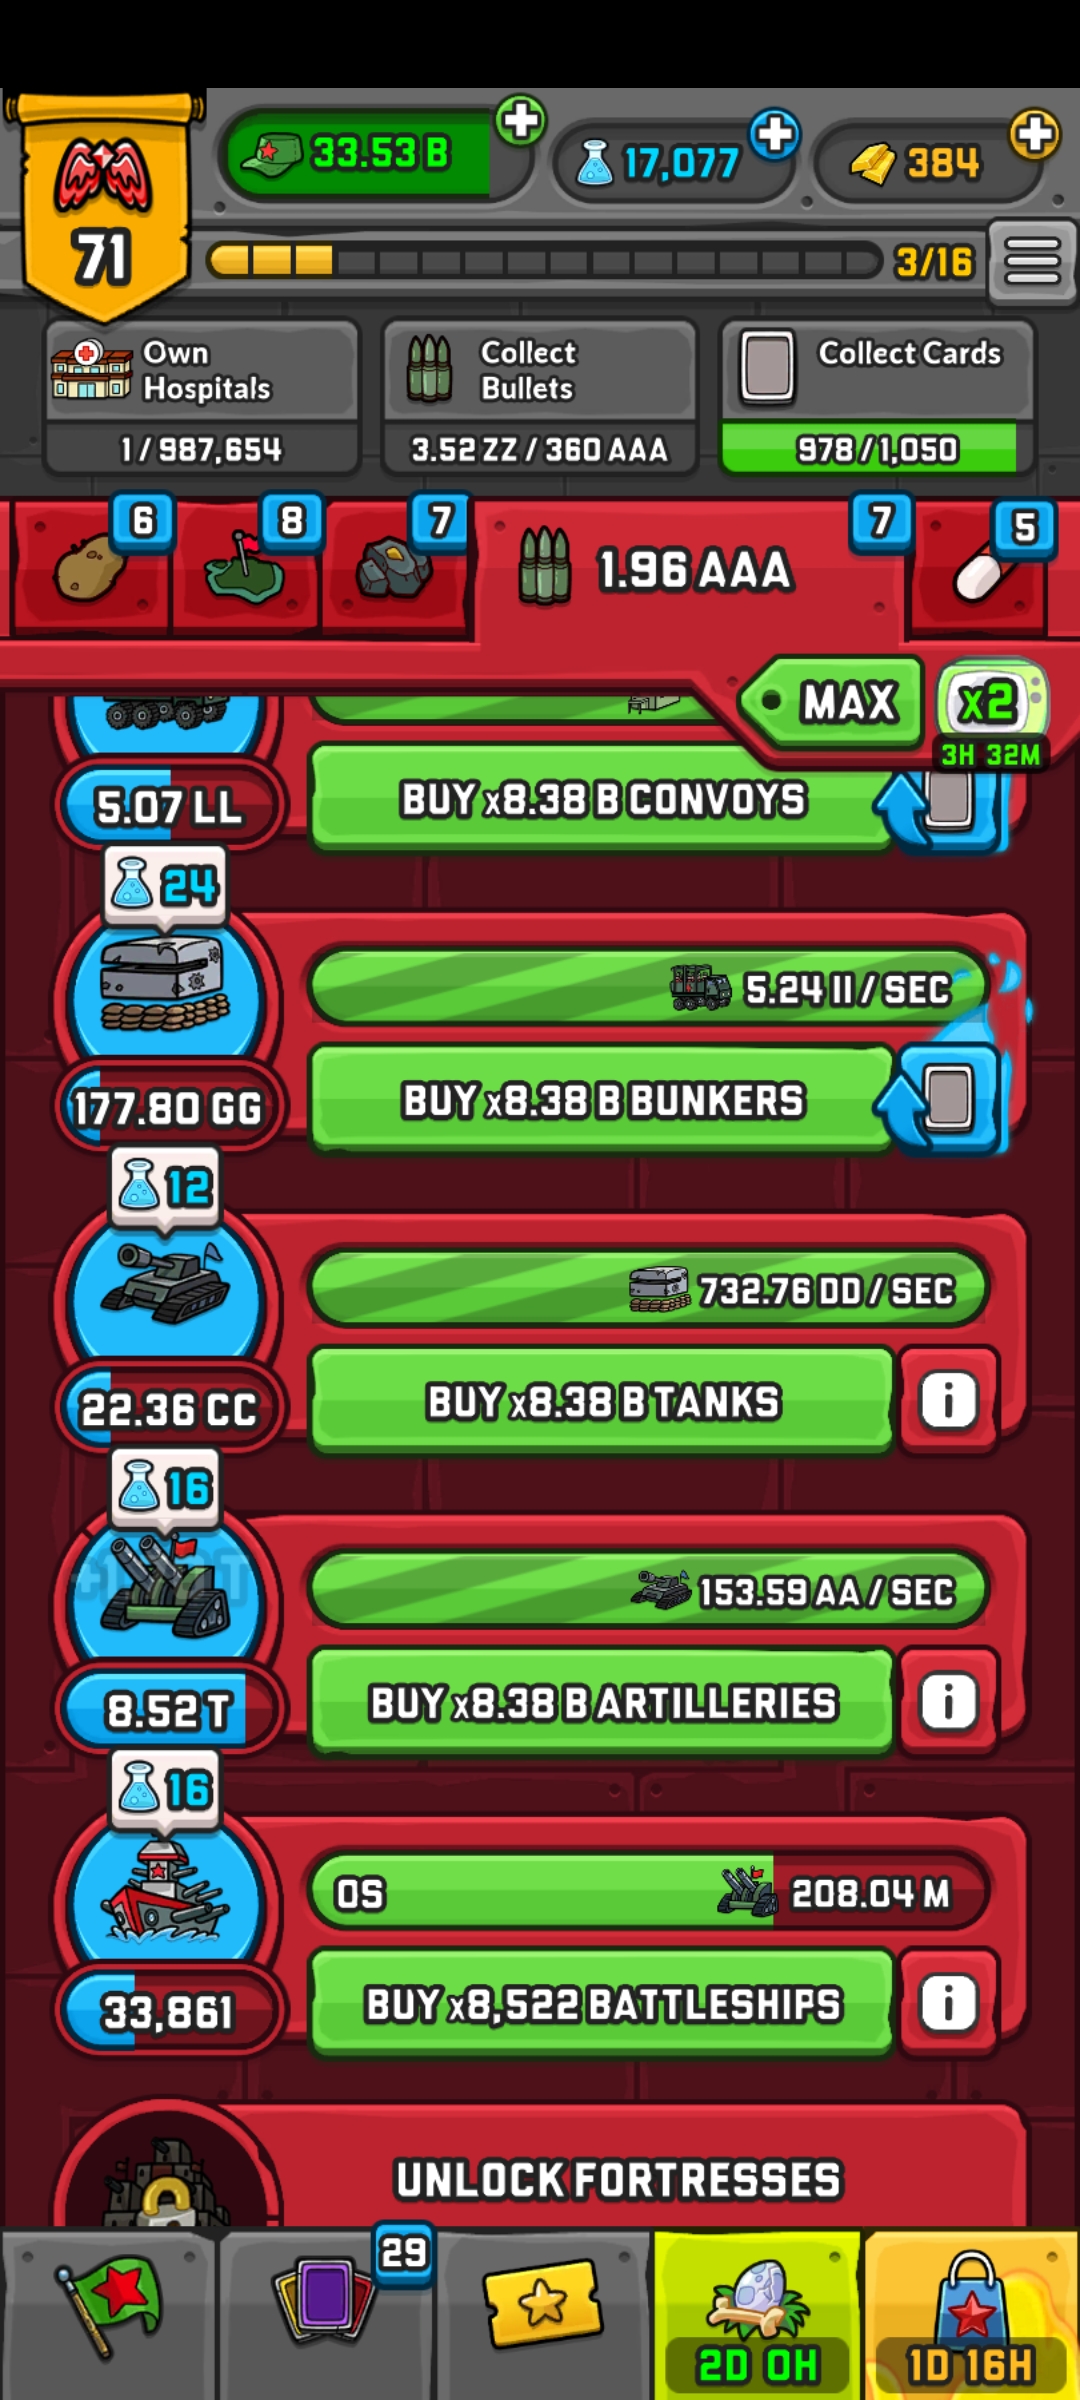 33.53 B
17,077
384
71
3/16
Own
Hospitals
1/987,654
Collect
Bullets
3.52 ZZ / 360 AAA
Collect Cards
978/1,050
6
8
7
1.96 AAA
7
5
MAX
x2
3H 32M
5.07 LL
BUY x8.38 B CONVOYS
24
5.24 II / SEC
177.80 GG
BUY x8.38 B BUNKERS
12
732.76 DD / SEC
22.36 CC
BUY x8.38 B TANKS
i
16
153.59 AA / SEC
8.52 T
BUY x8.38 B ARTILLERIES
i
16
0S
208.04 M
33,861
BUY x8,522 BATTLESHIPS
i
UNLOCK FORTRESSES
29
2D 0H
1D 16H